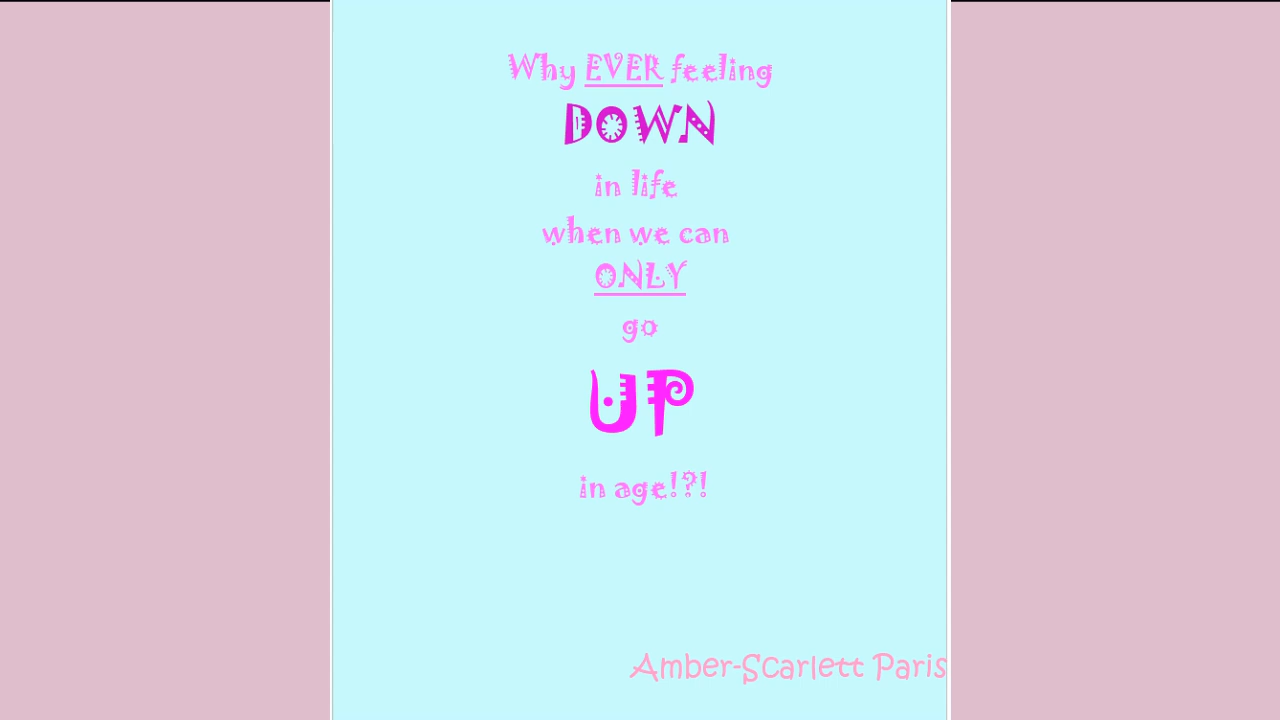 Why EVER feeling
DOWN
in life
when we can
ONLY
go
UP
in age!?!
Amber-Scarlett Paris